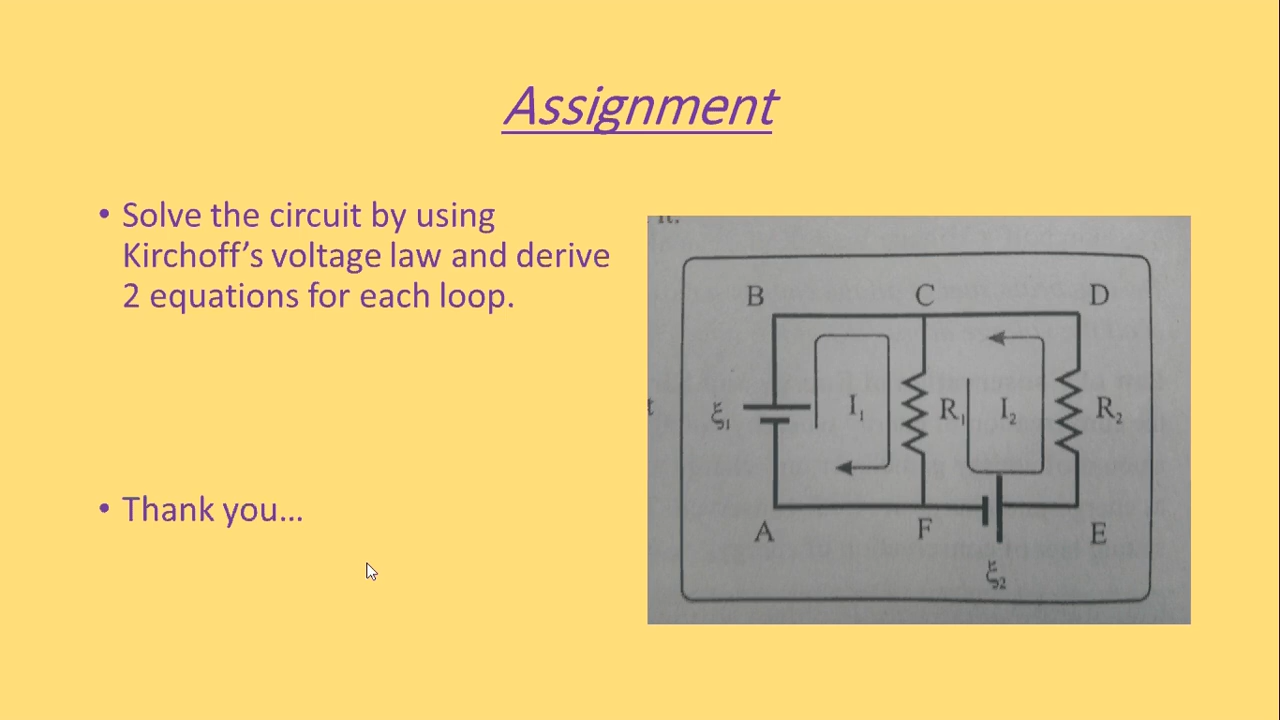 Assignment
• Solve the circuit by using
Kirchoff’s voltage law and derive
2 equations for each loop.
• Thank you...
B C D
ξ₁ I₁ R₁ I₂ R₂
A F E
ξ₂